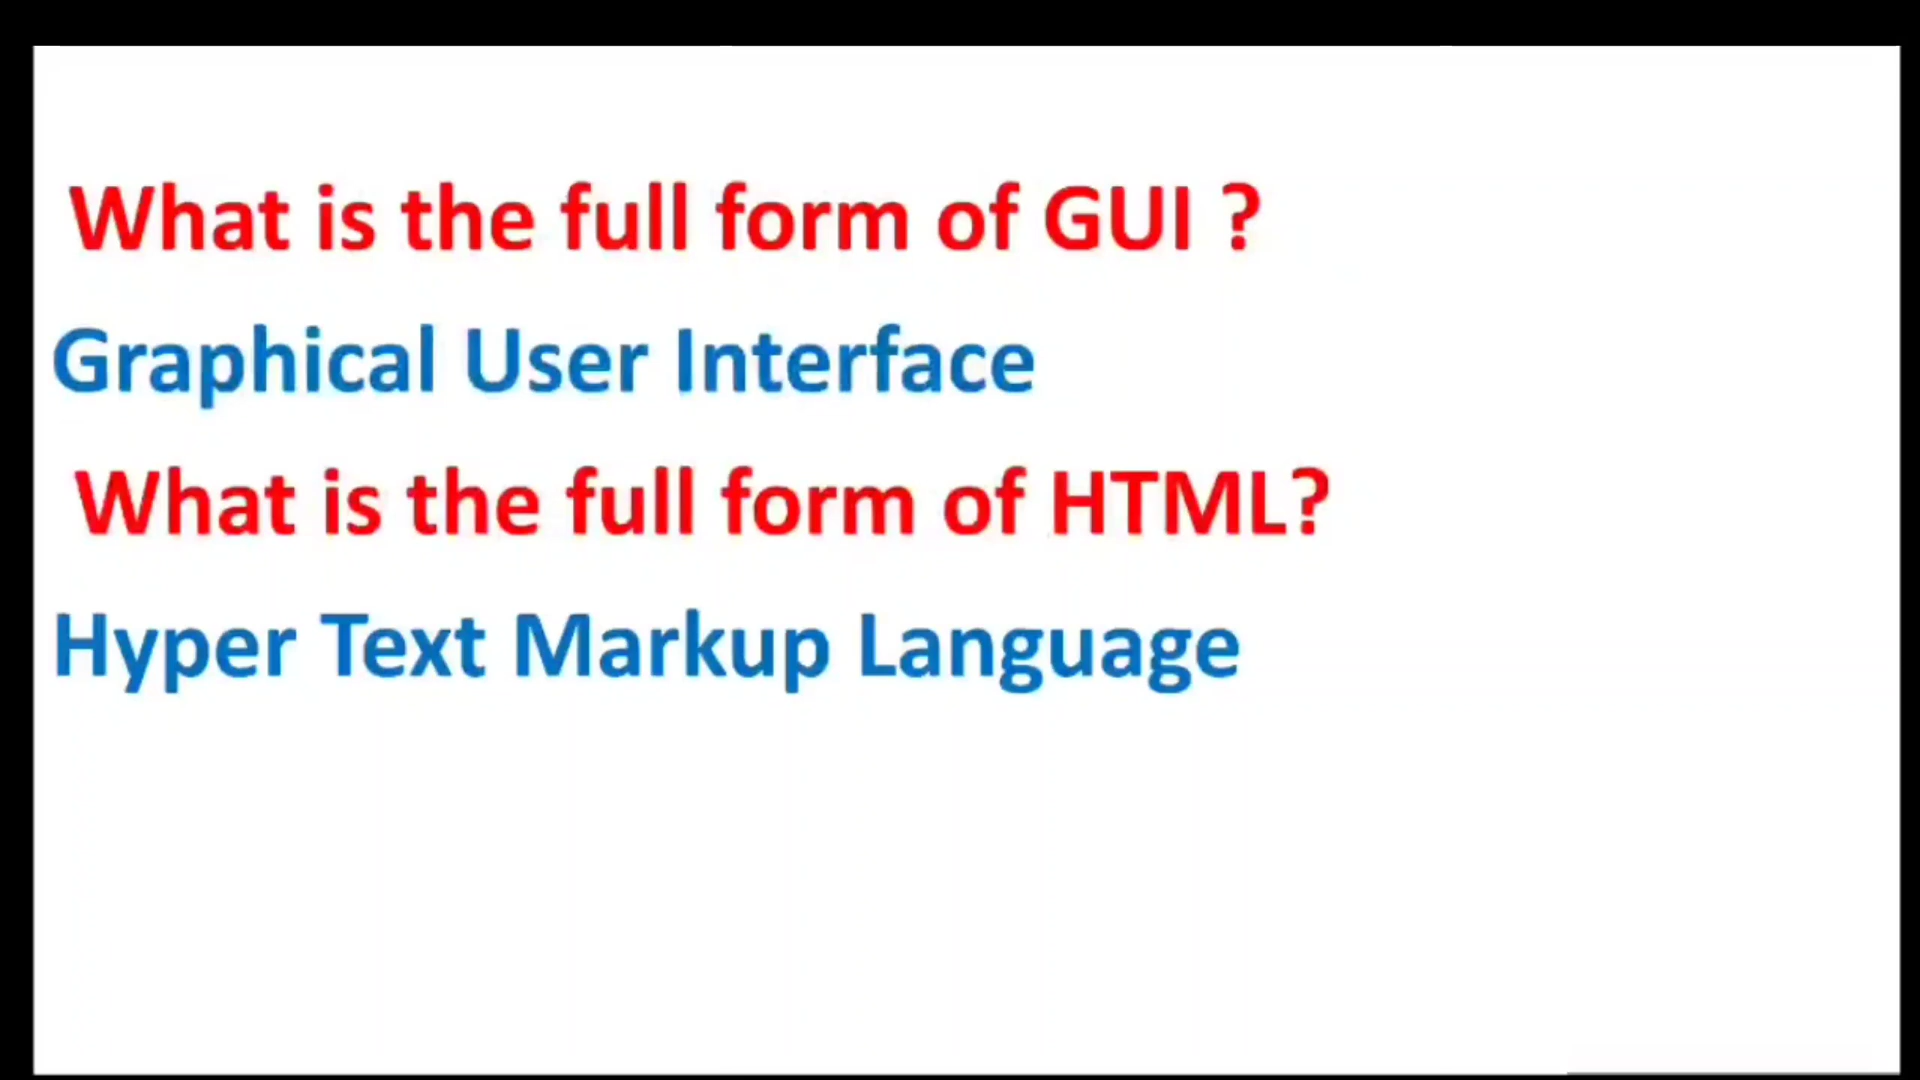 What is the full form of GUI ?
Graphical User Interface
What is the full form of HTML?
Hyper Text Markup Language